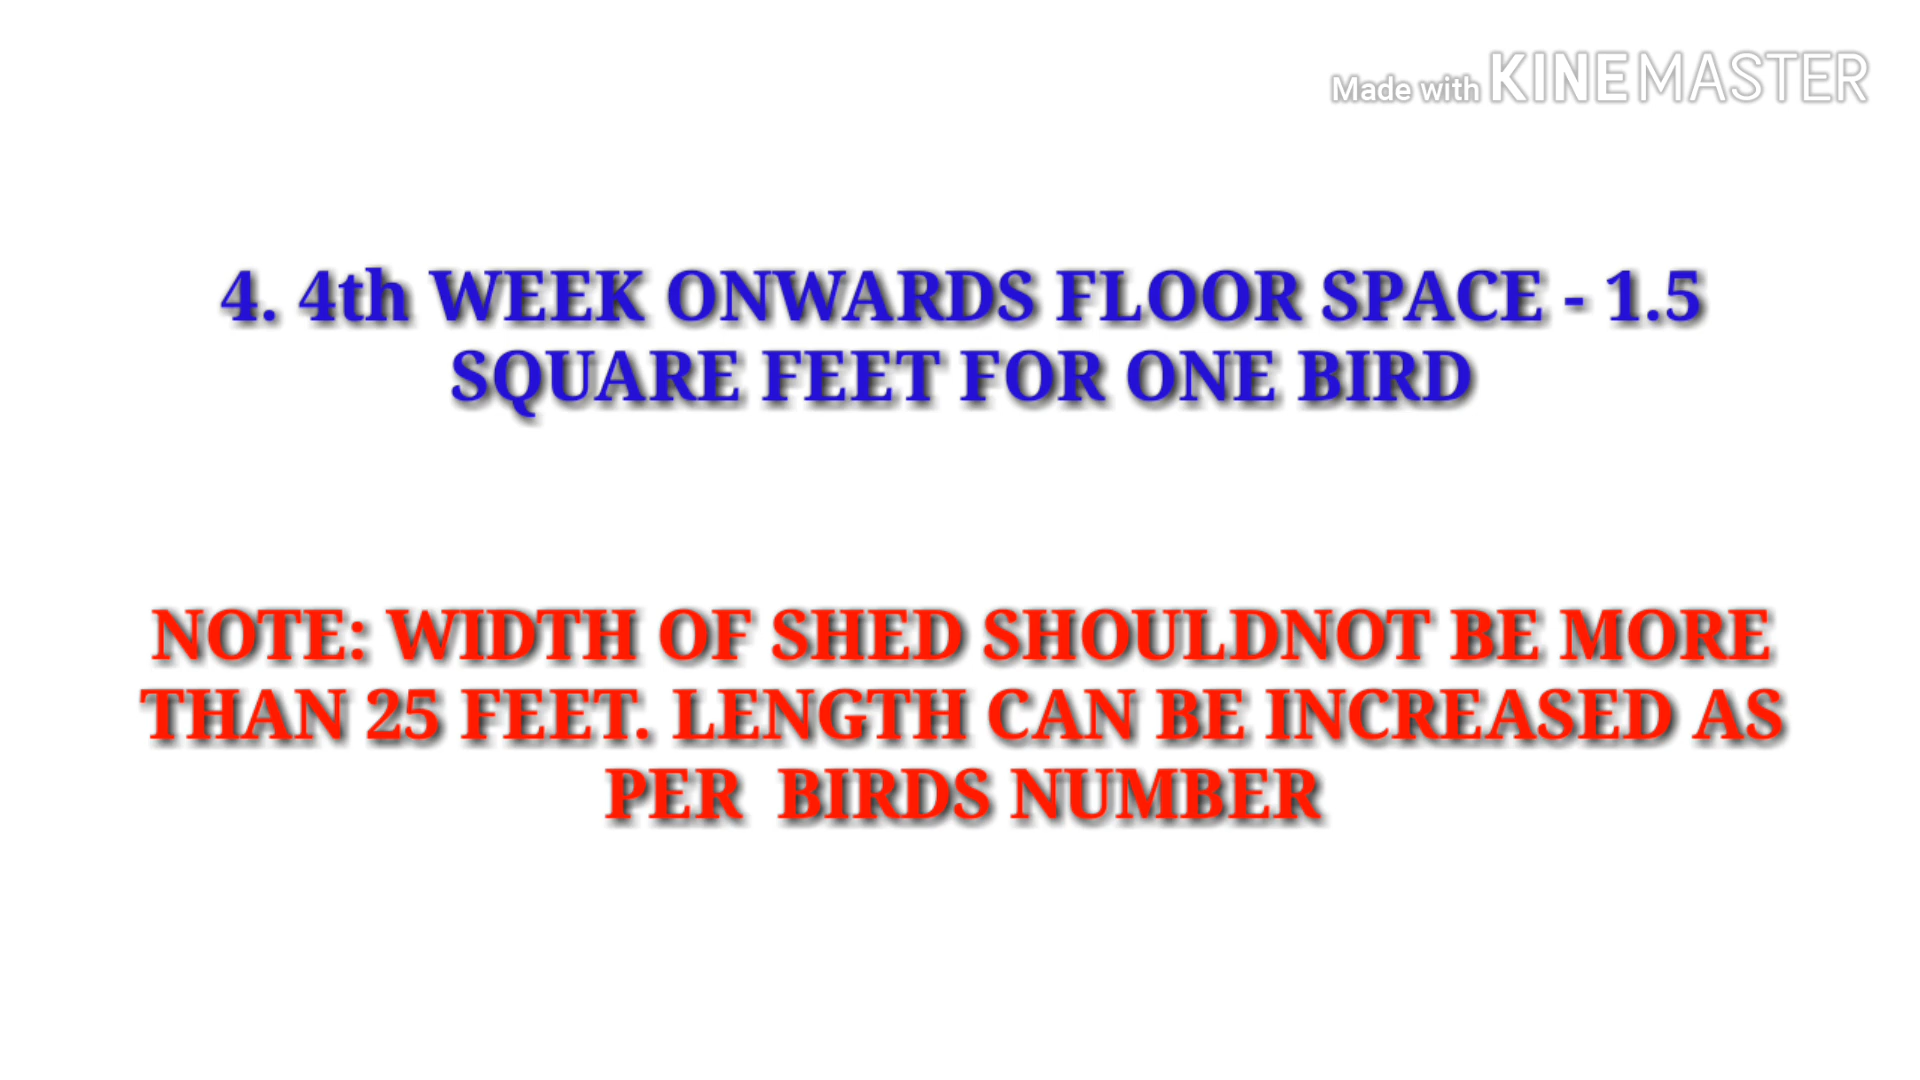 Made with KINEMASTER
4. 4th WEEK ONWARDS FLOOR SPACE - 1.5
SQUARE FEET FOR ONE BIRD
NOTE: WIDTH OF SHED SHOULDNOT BE MORE
THAN 25 FEET. LENGTH CAN BE INCREASED AS
PER  BIRDS NUMBER